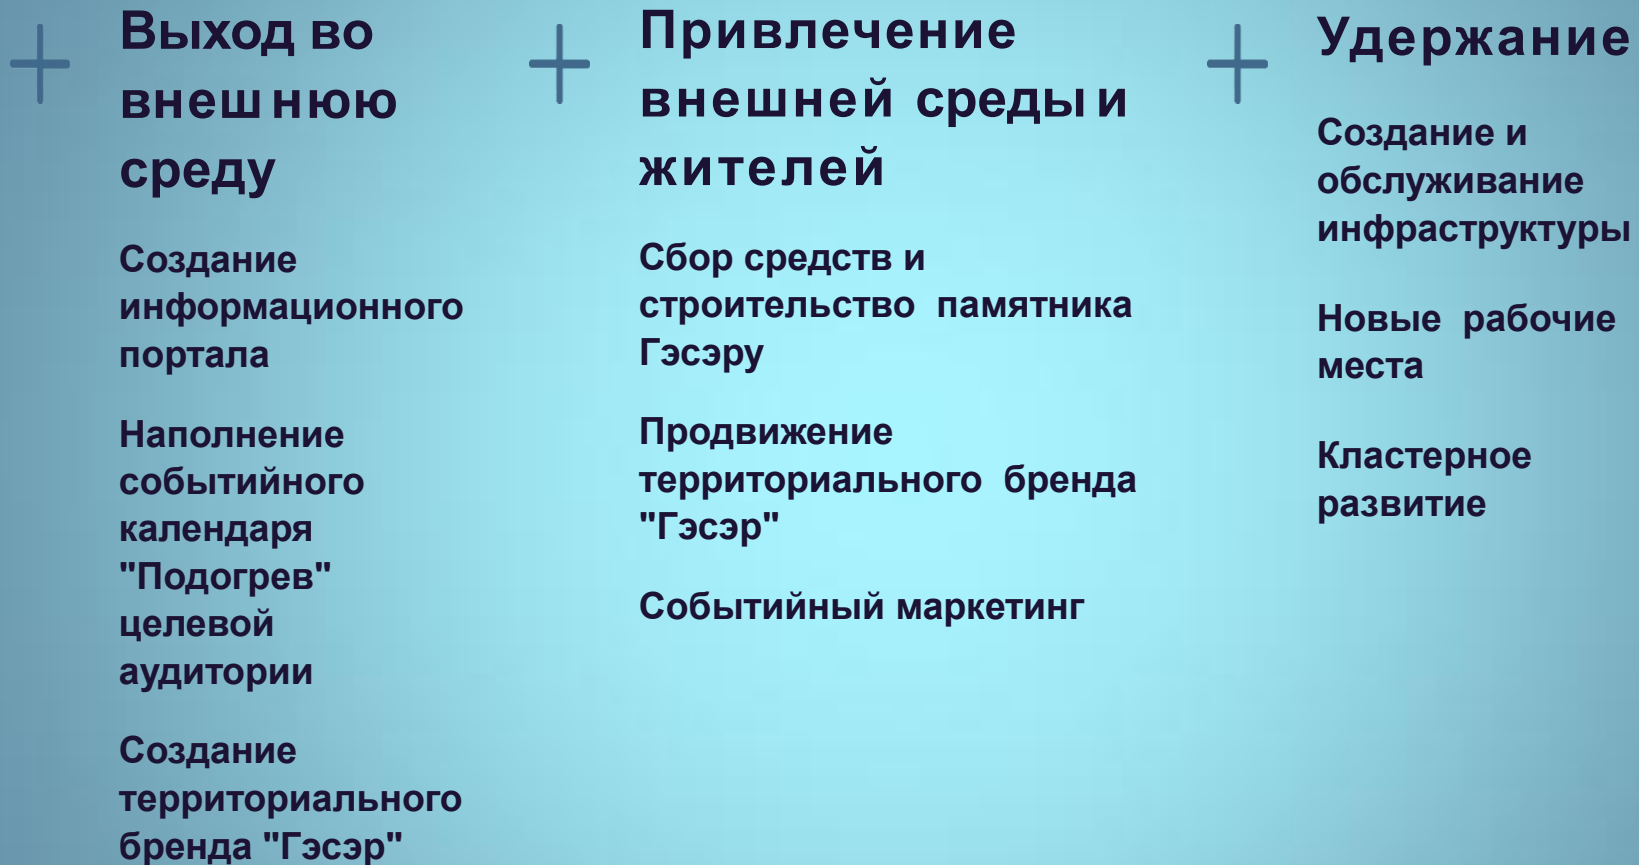 Выход во
внешнюю
среду
Создание
информационного
портала
Наполнение
событийного
календаря
"Подогрев"
целевой
аудитории
Создание
территориального
бренда "Гэсэр"
Привлечение
внешней среды и
жителей
Сбор средств и
строительство памятника
Гэсэру
Продвижение
территориального бренда
"Гэсэр"
Событийный маркетинг
Удержание
Создание и
обслуживание
инфраструктуры
Новые рабочие
места
Кластерное
развитие